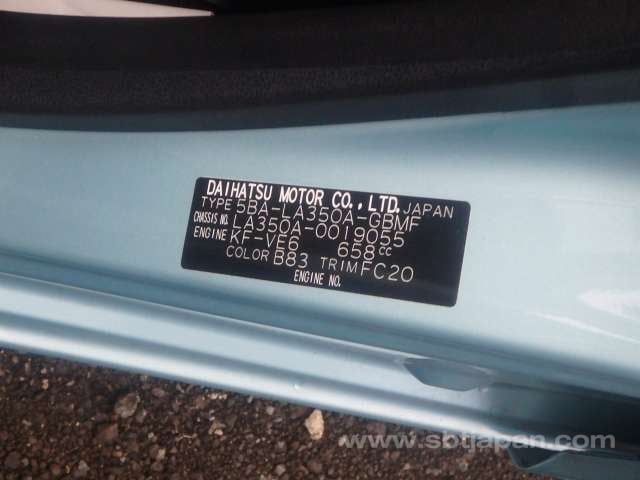 DAIHATSU MOTOR CO.,LTD. JAPAN
TYPE 5BA-LA350A-GBMF
CHASSIS NO. LA350A-0019055
ENGINE KF-VE6 658cc
COLOR B83 TRIM FC20
ENGINE NO.
www.sbtjapan.com